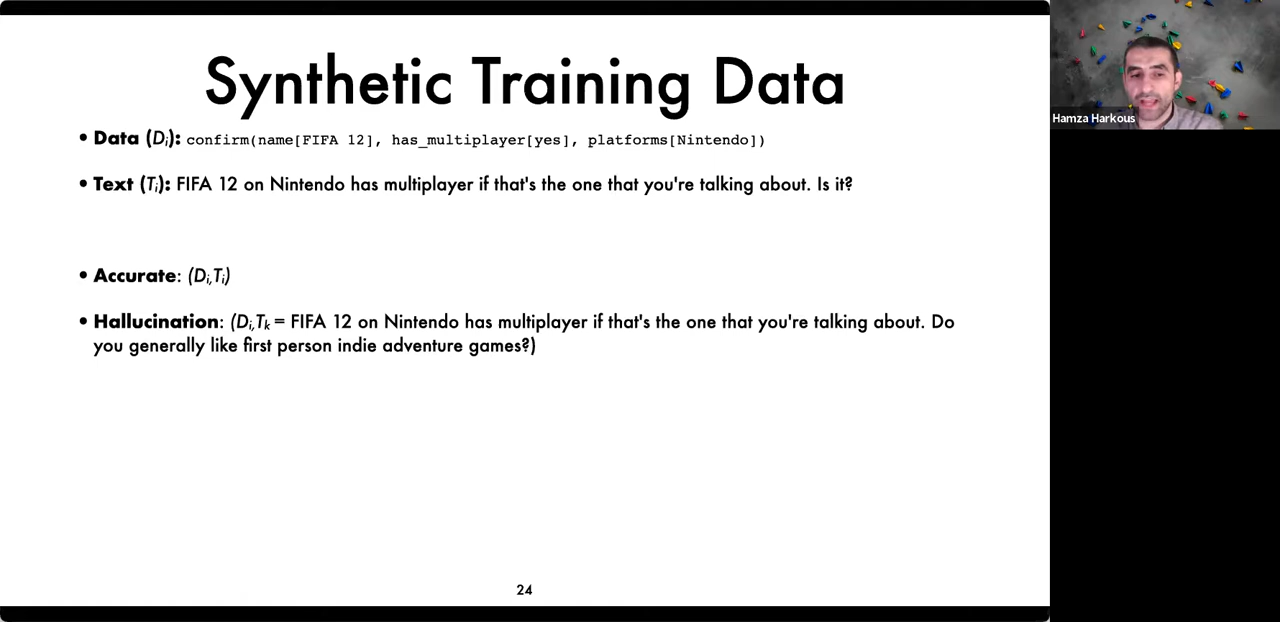 Synthetic Training Data
• Data (Di): confirm(name[FIFA 12], has_multiplayer[yes], platforms[Nintendo])
• Text (Ti): FIFA 12 on Nintendo has multiplayer if that's the one that you're talking about. Is it?
• Accurate: (Di,Ti)
• Hallucination: (Di,Tk = FIFA 12 on Nintendo has multiplayer if that's the one that you're talking about. Do
you generally like first person indie adventure games?)
24
Hamza Harkous